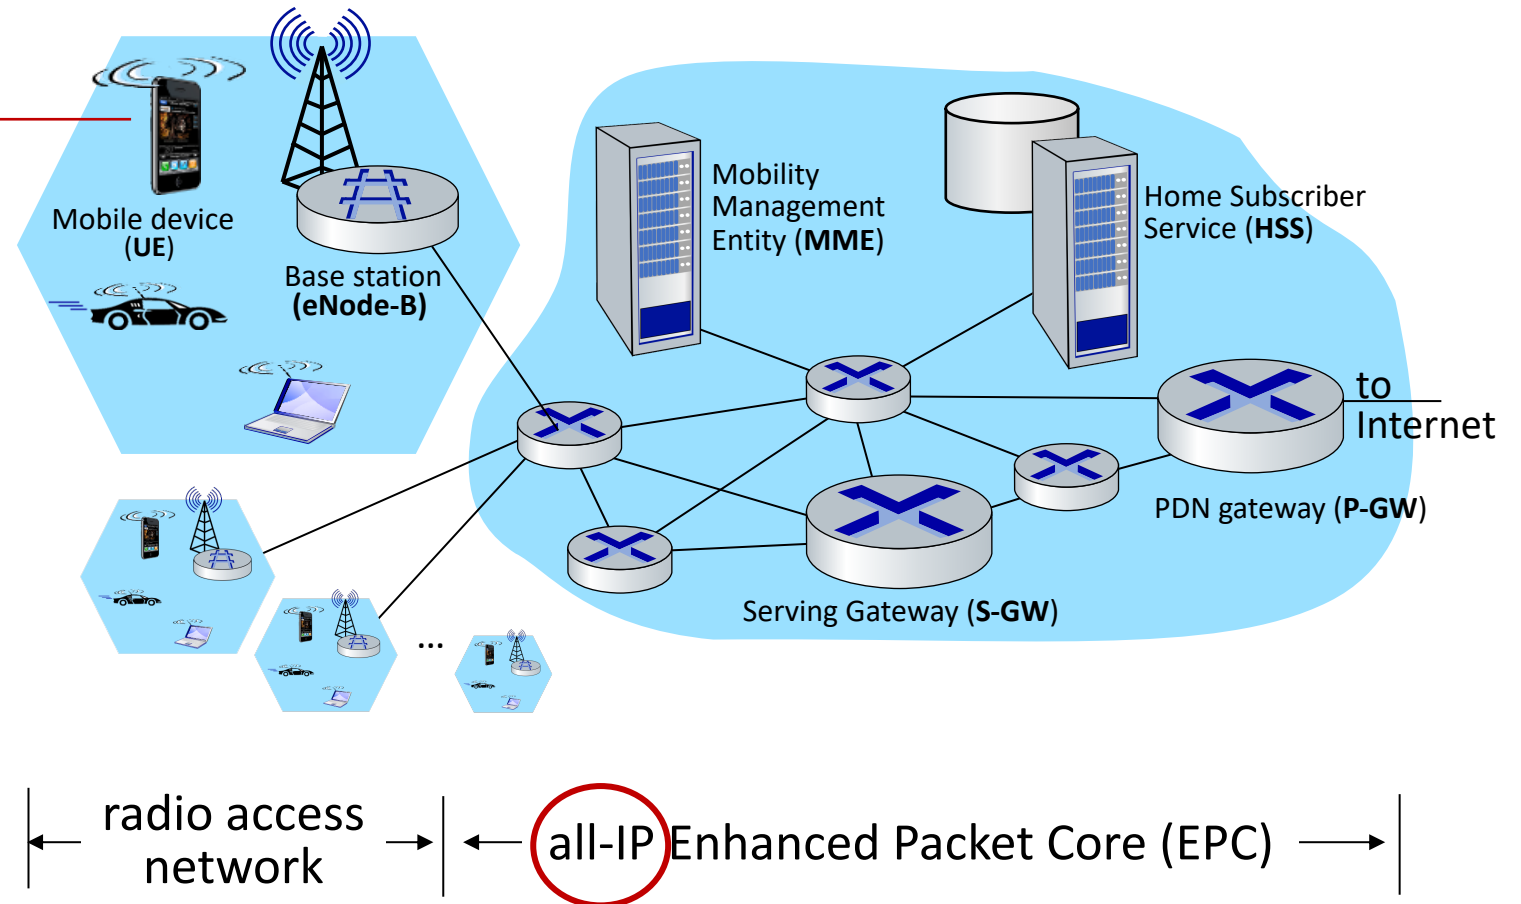 Mobile device
(UE)
Base station
(eNode-B)
Mobility
Management
Entity (MME)
Home Subscriber
Service (HSS)
to
Internet
PDN gateway (P-GW)
Serving Gateway (S-GW)
...
radio access
network
all-IP Enhanced Packet Core (EPC)